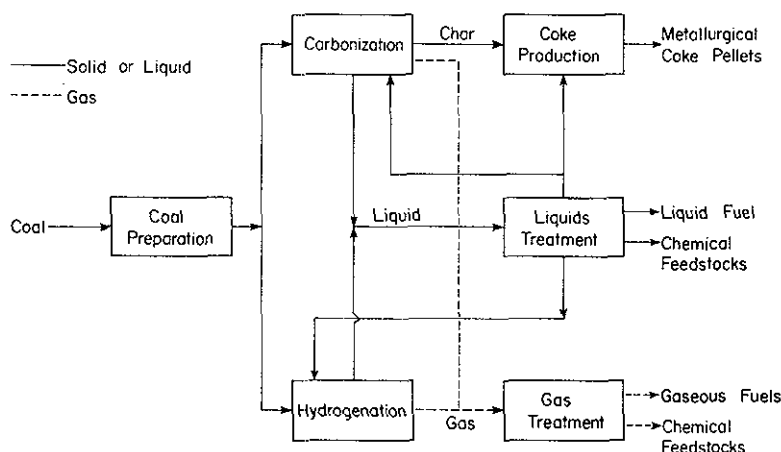 Carbonization
Char
Coke
Production
Metallurgical
Coke Pellets
Solid or Liquid
Gas
Coal
Coal
Preparation
Liquid
Liquids
Treatment
Liquid Fuel
Chemical
Feedstocks
Hydrogenation
Gas
Gas
Treatment
Gaseous Fuels
Chemical
Feedstocks